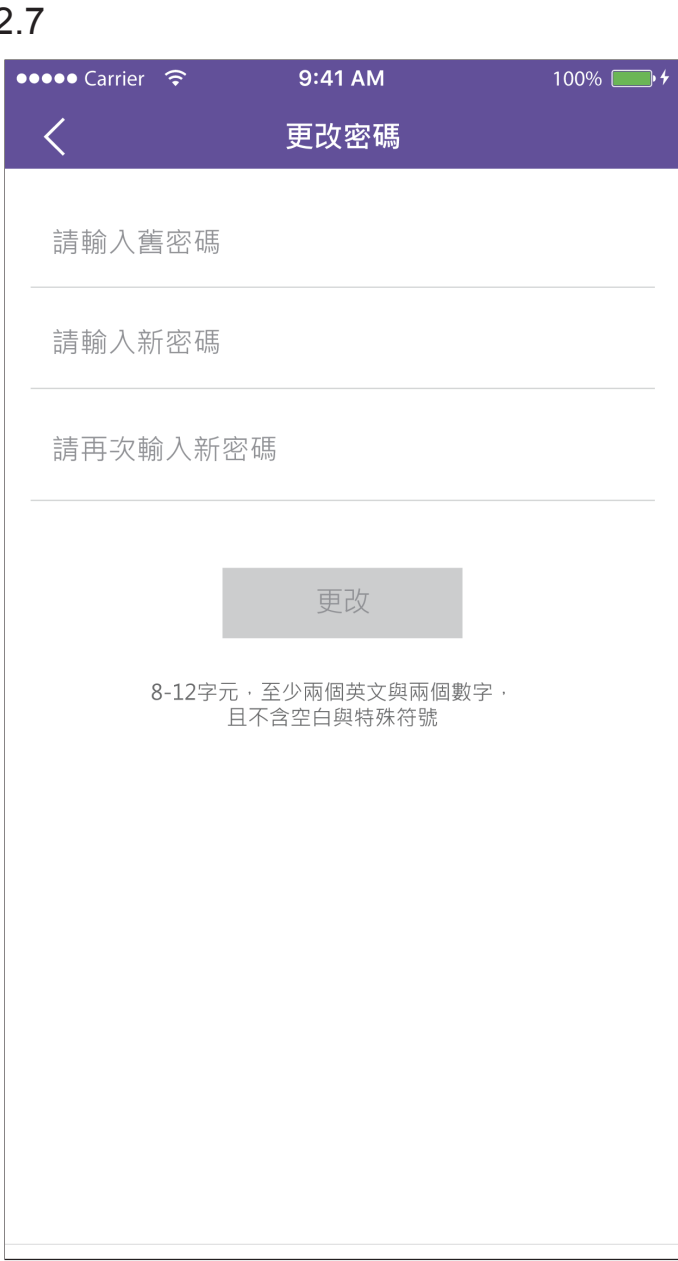 2.7
Carrier 9:41 AM 100%
更改密碼
請輸入舊密碼
請輸入新密碼
請再次輸入新密碼
更改
8-12字元，至少兩個英文與兩個數字，
且不含空白與特殊符號